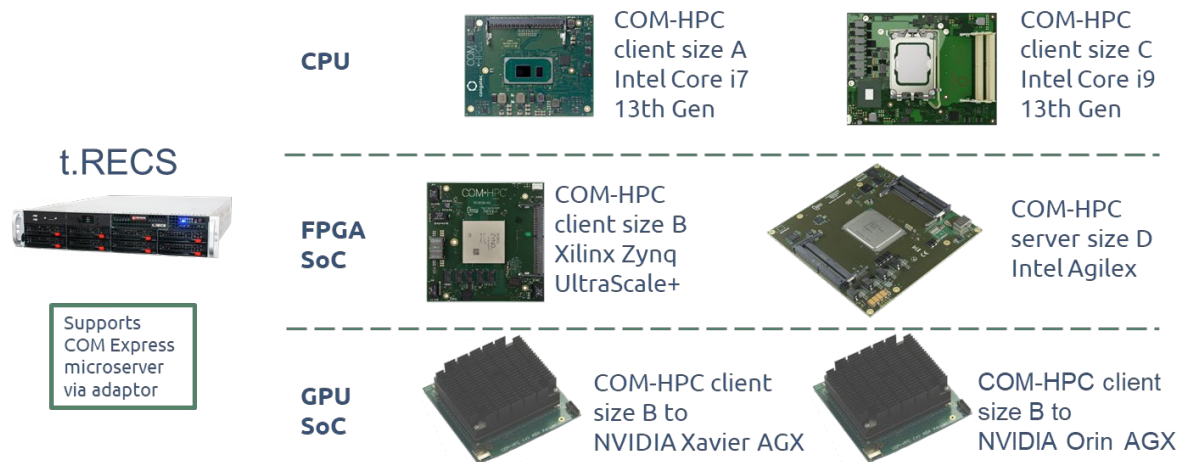 CPU
COM-HPC
client size A
Intel Core i7
13th Gen
COM-HPC
client size C
Intel Core i9
13th Gen
t.RECS
FPGA
SoC
COM-HPC
client size B
Xilinx Zynq
UltraScale+
COM-HPC
server size D
Intel Agilex
Supports
COM Express
microserver
via adaptor
GPU
SoC
COM-HPC client
size B to
NVIDIA Xavier AGX
COM-HPC client
size B to
NVIDIA Orin AGX
COM•HPC
ZYNQ